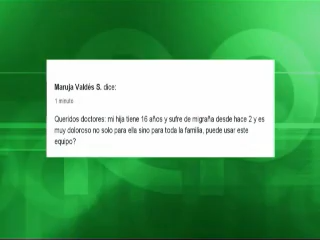 Maruja Valdés S. dice:
1 minuto
Queridos doctores: mi hija tiene 16 años y sufre de migraña desde hace 2 y es
muy doloroso no solo para ella sino para toda la familia, puede usar este
equipo?